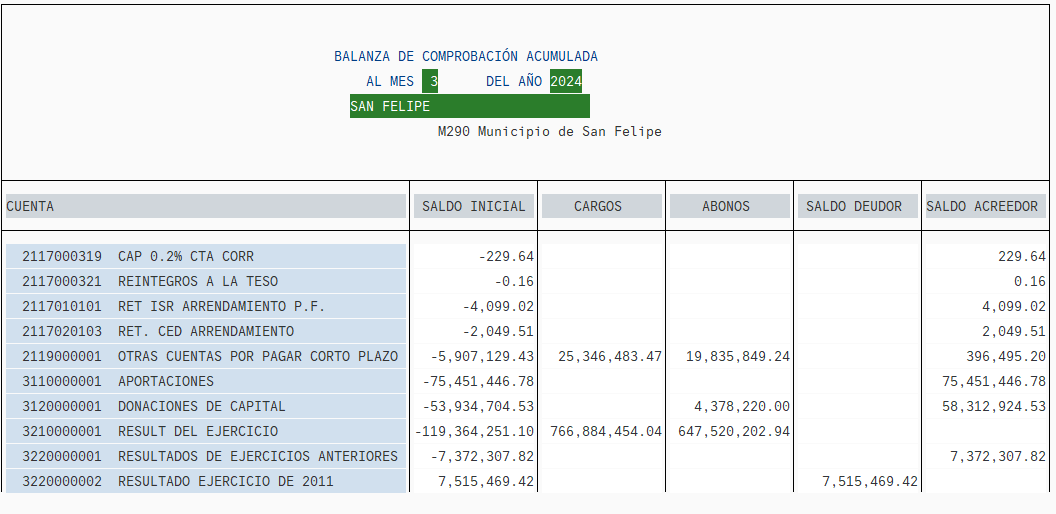 BALANZA DE COMPROBACIÓN ACUMULADA
AL MES 3 DEL AÑO 2024
SAN FELIPE
M290 Municipio de San Felipe
CUENTA SALDO INICIAL CARGOS ABONOS SALDO DEUDOR SALDO ACREEDOR
2117000319 CAP 0.2% CTA CORR -229.64 229.64
2117000321 REINTEGROS A LA TESO -0.16 0.16
2117010101 RET ISR ARRENDAMIENTO P.F. -4,099.02 4,099.02
2117020103 RET. CED ARRENDAMIENTO -2,049.51 2,049.51
2119000001 OTRAS CUENTAS POR PAGAR CORTO PLAZO -5,907,129.43 25,346,483.47 19,835,849.24 396,495.20
3110000001 APORTACIONES -75,451,446.78 75,451,446.78
3120000001 DONACIONES DE CAPITAL -53,934,704.53 4,378,220.00 58,312,924.53
3210000001 RESULT DEL EJERCICIO -119,364,251.10 766,884,454.04 647,520,202.94
3220000001 RESULTADOS DE EJERCICIOS ANTERIORES -7,372,307.82 7,372,307.82
3220000002 RESULTADO EJERCICIO DE 2011 7,515,469.42 7,515,469.42